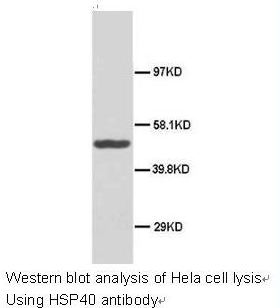 97KD
58.1KD
39.8KD
29KD
Western blot analysis of Hela cell lysis↵
Using HSP40 antibody↵